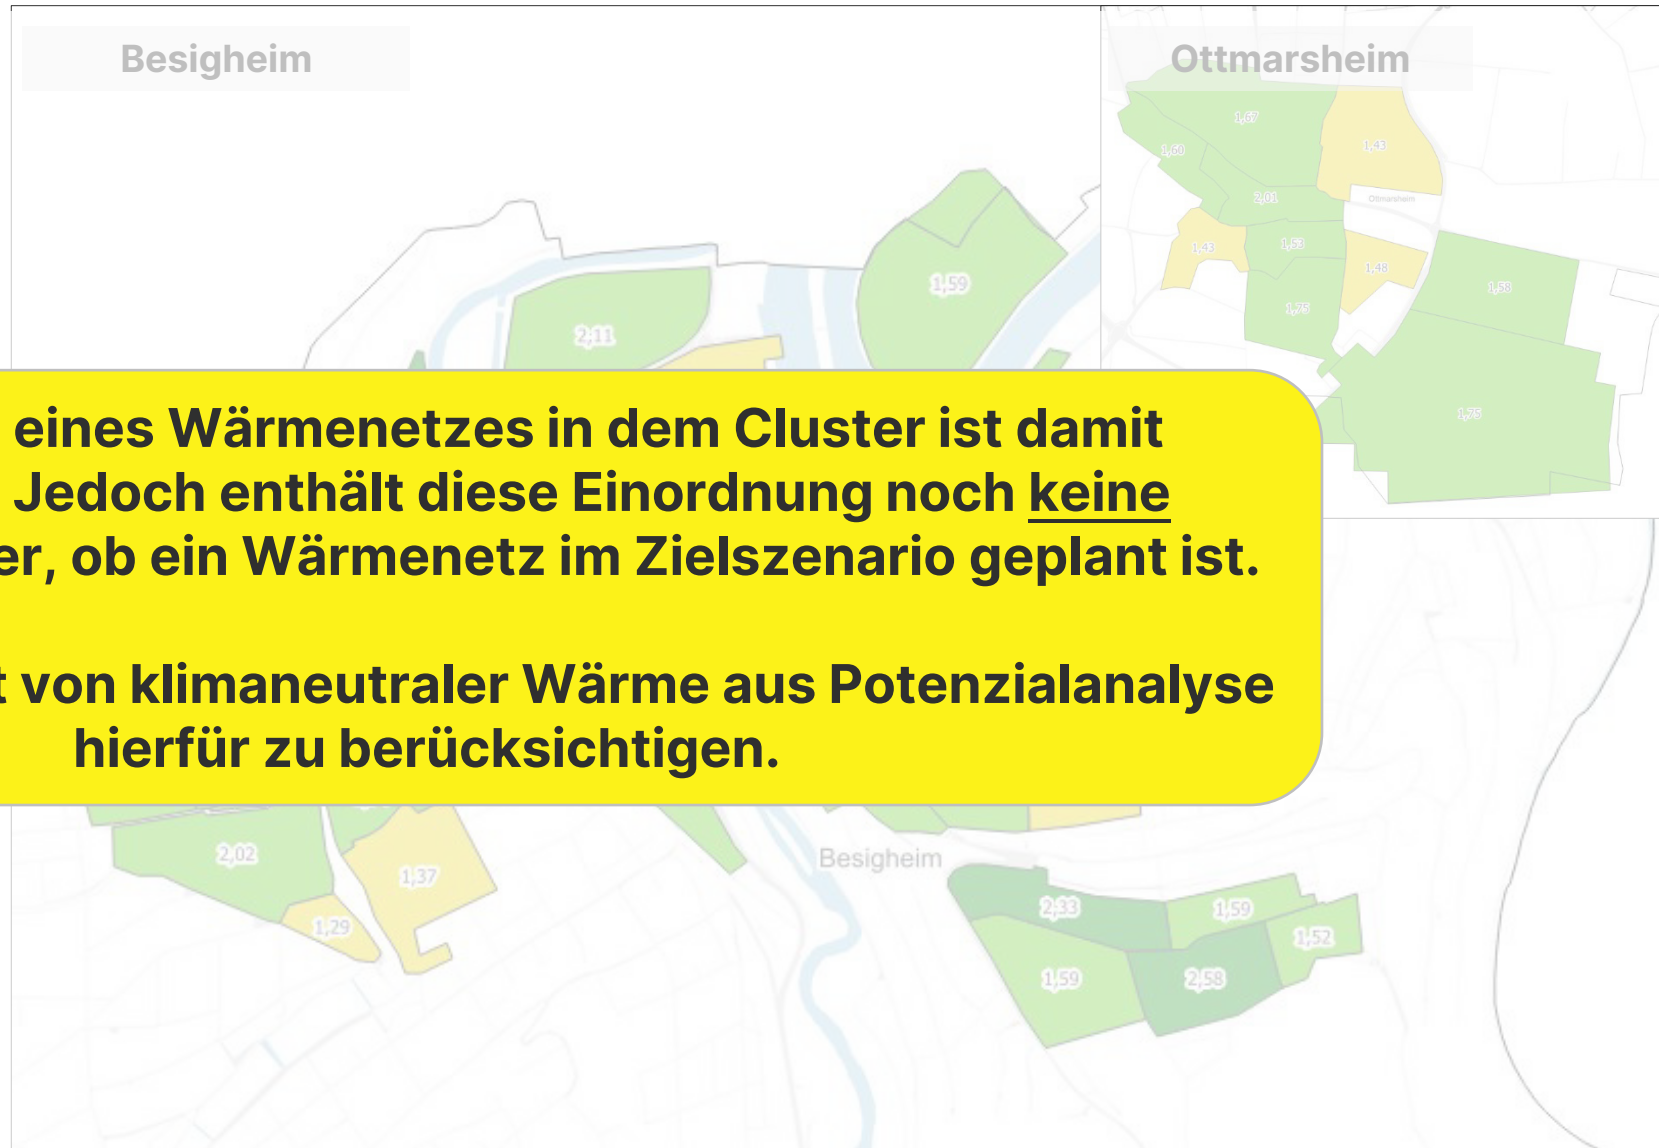 Besigheim
Ottmarsheim
1,67
1,43
1,60
2,01
Ottmarsheim
1,43
1,53
1,48
1,58
1,75
1,75
1,59
2,11
eines Wärmenetzes in dem Cluster ist damit
Jedoch enthält diese Einordnung noch keine
er, ob ein Wärmenetz im Zielszenario geplant ist.
t von klimaneutraler Wärme aus Potenzialanalyse
hierfür zu berücksichtigen.
2,02
1,37
1,29
Besigheim
2,33
1,59
1,52
1,59
2,58